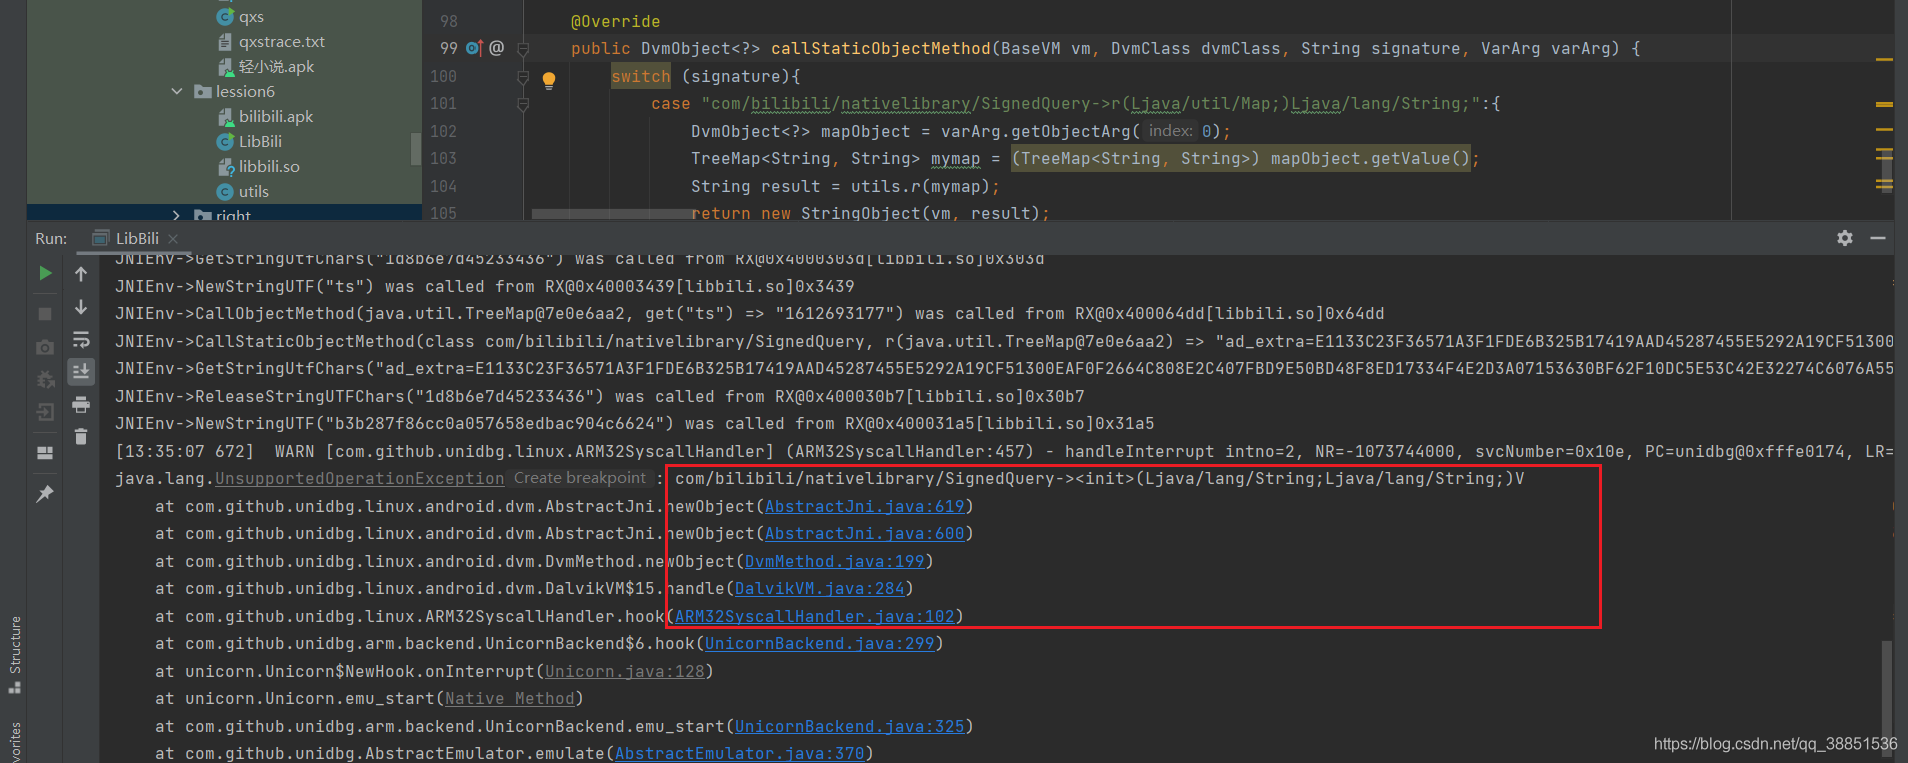 qxs
qxstrace.txt
轻小说.apk
lession6
bilibili.apk
LibBili
libbili.so
utils
right
98 @Override
99 @ public DvmObject<?> callStaticObjectMethod(BaseVM vm, DvmClass dvmClass, String signature, VarArg varArg) {
100 switch (signature){
101 case "com/bilibili/nativelibrary/SignedQuery->r(Ljava/util/Map;)Ljava/lang/String;":{
102 DvmObject<?> mapObject = varArg.getObjectArg( index: 0);
103 TreeMap<String, String> mymap = (TreeMap<String, String>) mapObject.getValue();
104 String result = utils.r(mymap);
105 return new StringObject(vm, result);
Run: LibBili
JNIEnv->GetStringUtfChars("1d8b6e7d45233436") was called from RX@0x4000303d[libbili.so]0x303d
JNIEnv->NewStringUTF("ts") was called from RX@0x40003439[libbili.so]0x3439
JNIEnv->CallObjectMethod(java.util.TreeMap@7e0e6aa2, get("ts") => "1612693177") was called from RX@0x400064dd[libbili.so]0x64dd
JNIEnv->CallStaticObjectMethod(class com/bilibili/nativelibrary/SignedQuery, r(java.util.TreeMap@7e0e6aa2) => "ad_extra=E1133C23F36571A3F1FDE6B325B17419AAD45287455E5292A19CF51300
JNIEnv->GetStringUtfChars("ad_extra=E1133C23F36571A3F1FDE6B325B17419AAD45287455E5292A19CF51300EAF0F2664C808E2C407FBD9E50BD48F8ED17334F4E2D3A07153630BF62F10DC5E53C42E32274C6076A55
JNIEnv->ReleaseStringUTFChars("1d8b6e7d45233436") was called from RX@0x400030b7[libbili.so]0x30b7
JNIEnv->NewStringUTF("b3b287f86cc0a057658edbac904c6624") was called from RX@0x400031a5[libbili.so]0x31a5
[13:35:07 672]  WARN [com.github.unidbg.linux.ARM32SyscallHandler] (ARM32SyscallHandler:457) - handleInterrupt intno=2, NR=-1073744000, svcNumber=0x10e, PC=unidbg@0xfffe0174, LR=
java.lang.UnsupportedOperationException Create breakpoint : com/bilibili/nativelibrary/SignedQuery-><init>(Ljava/lang/String;Ljava/lang/String;)V
at com.github.unidbg.linux.android.dvm.AbstractJni.newObject(AbstractJni.java:619)
at com.github.unidbg.linux.android.dvm.AbstractJni.newObject(AbstractJni.java:600)
at com.github.unidbg.linux.android.dvm.DvmMethod.newObject(DvmMethod.java:199)
at com.github.unidbg.linux.android.dvm.DalvikVM$15.handle(DalvikVM.java:284)
at com.github.unidbg.linux.ARM32SyscallHandler.hook(ARM32SyscallHandler.java:102)
at com.github.unidbg.arm.backend.UnicornBackend$6.hook(UnicornBackend.java:299)
at unicorn.Unicorn$NewHook.onInterrupt(Unicorn.java:128)
at unicorn.Unicorn.emu_start(Native Method)
at com.github.unidbg.arm.backend.UnicornBackend.emu_start(UnicornBackend.java:325)
at com.github.unidbg.AbstractEmulator.emulate(AbstractEmulator.java:370)
Structure
vorites
https://blog.csdn.net/qq_38851536